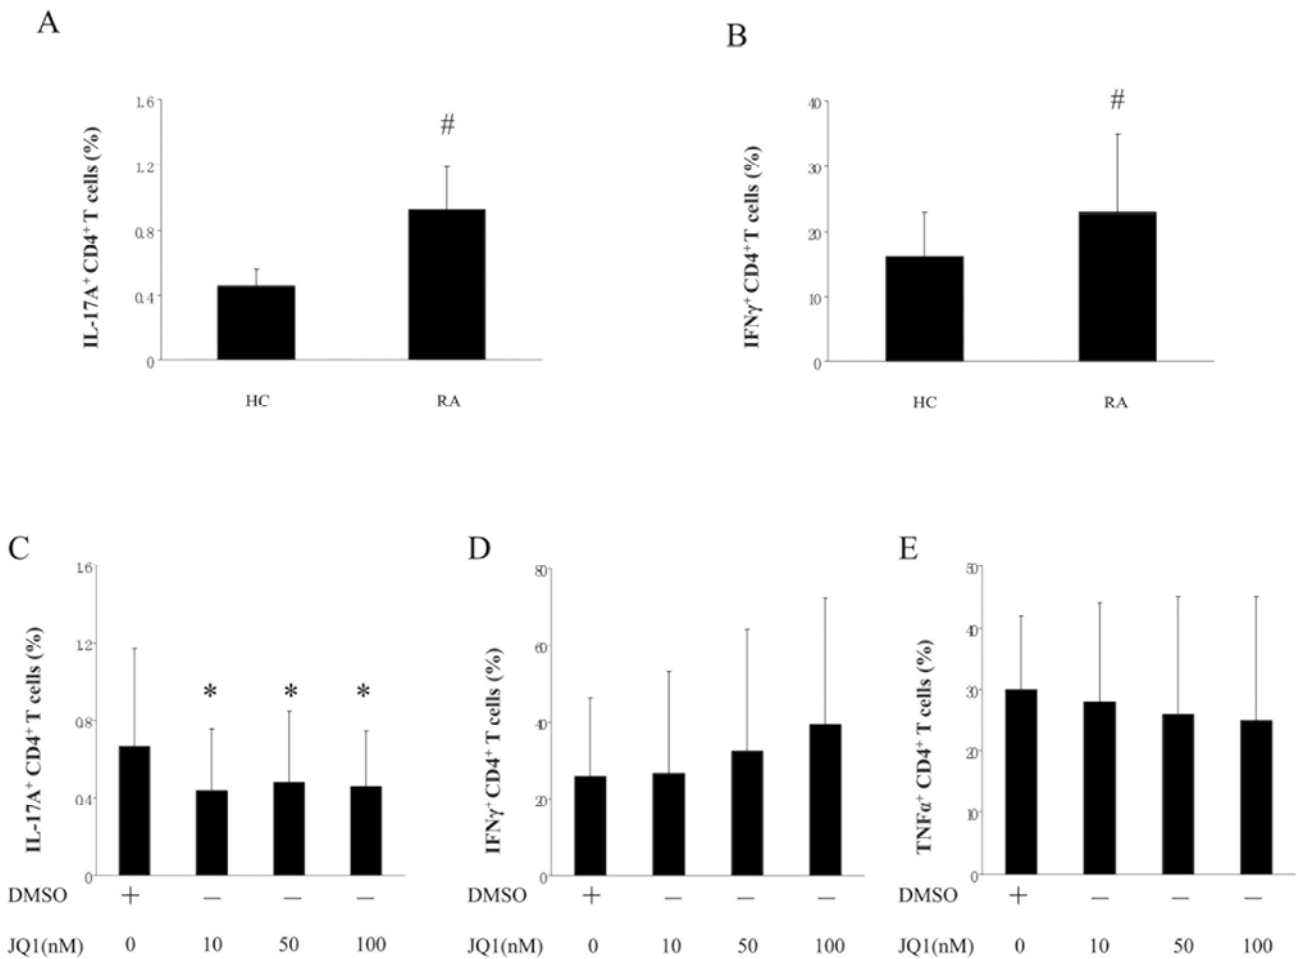 A
IL-17A+ CD4+ T cells (%)
1.6
1.2
0.8
0.4
0
#
HC
RA
B
IFNγ+ CD4+ T cells (%)
40
30
20
10
0
#
HC
RA
C
IL-17A+ CD4+ T cells (%)
1.6
1.2
0.8
0.4
0
* * *
DMSO + — — —
JQ1(nM) 0 10 50 100
D
IFNγ+ CD4+ T cells (%)
80
60
40
20
0
DMSO + — — —
JQ1(nM) 0 10 50 100
E
TNFα+ CD4+ T cells (%)
50
40
30
20
10
0
DMSO + — — —
JQ1(nM) 0 10 50 100